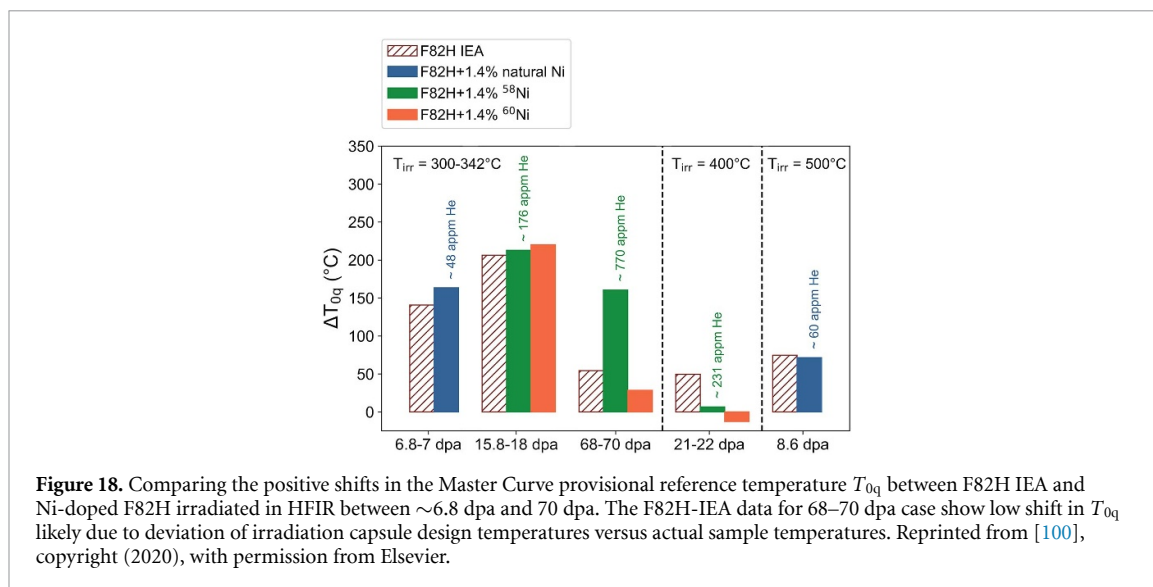 F82H IEA
F82H+1.4% natural Ni
F82H+1.4% ⁵⁸Ni
F82H+1.4% ⁶⁰Ni
350
300
250
200
150
100
50
0
ΔT₀q (°C)
Tirr = 300-342°C
Tirr = 400°C
Tirr = 500°C
~ 48 appm He
~ 176 appm He
~ 770 appm He
~ 231 appm He
~ 60 appm He
6.8-7 dpa
15.8-18 dpa
68-70 dpa
21-22 dpa
8.6 dpa
Figure 18. Comparing the positive shifts in the Master Curve provisional reference temperature T₀q between F82H IEA and
Ni-doped F82H irradiated in HFIR between ∼6.8 dpa and 70 dpa. The F82H-IEA data for 68–70 dpa case show low shift in T₀q
likely due to deviation of irradiation capsule design temperatures versus actual sample temperatures. Reprinted from [100],
copyright (2020), with permission from Elsevier.